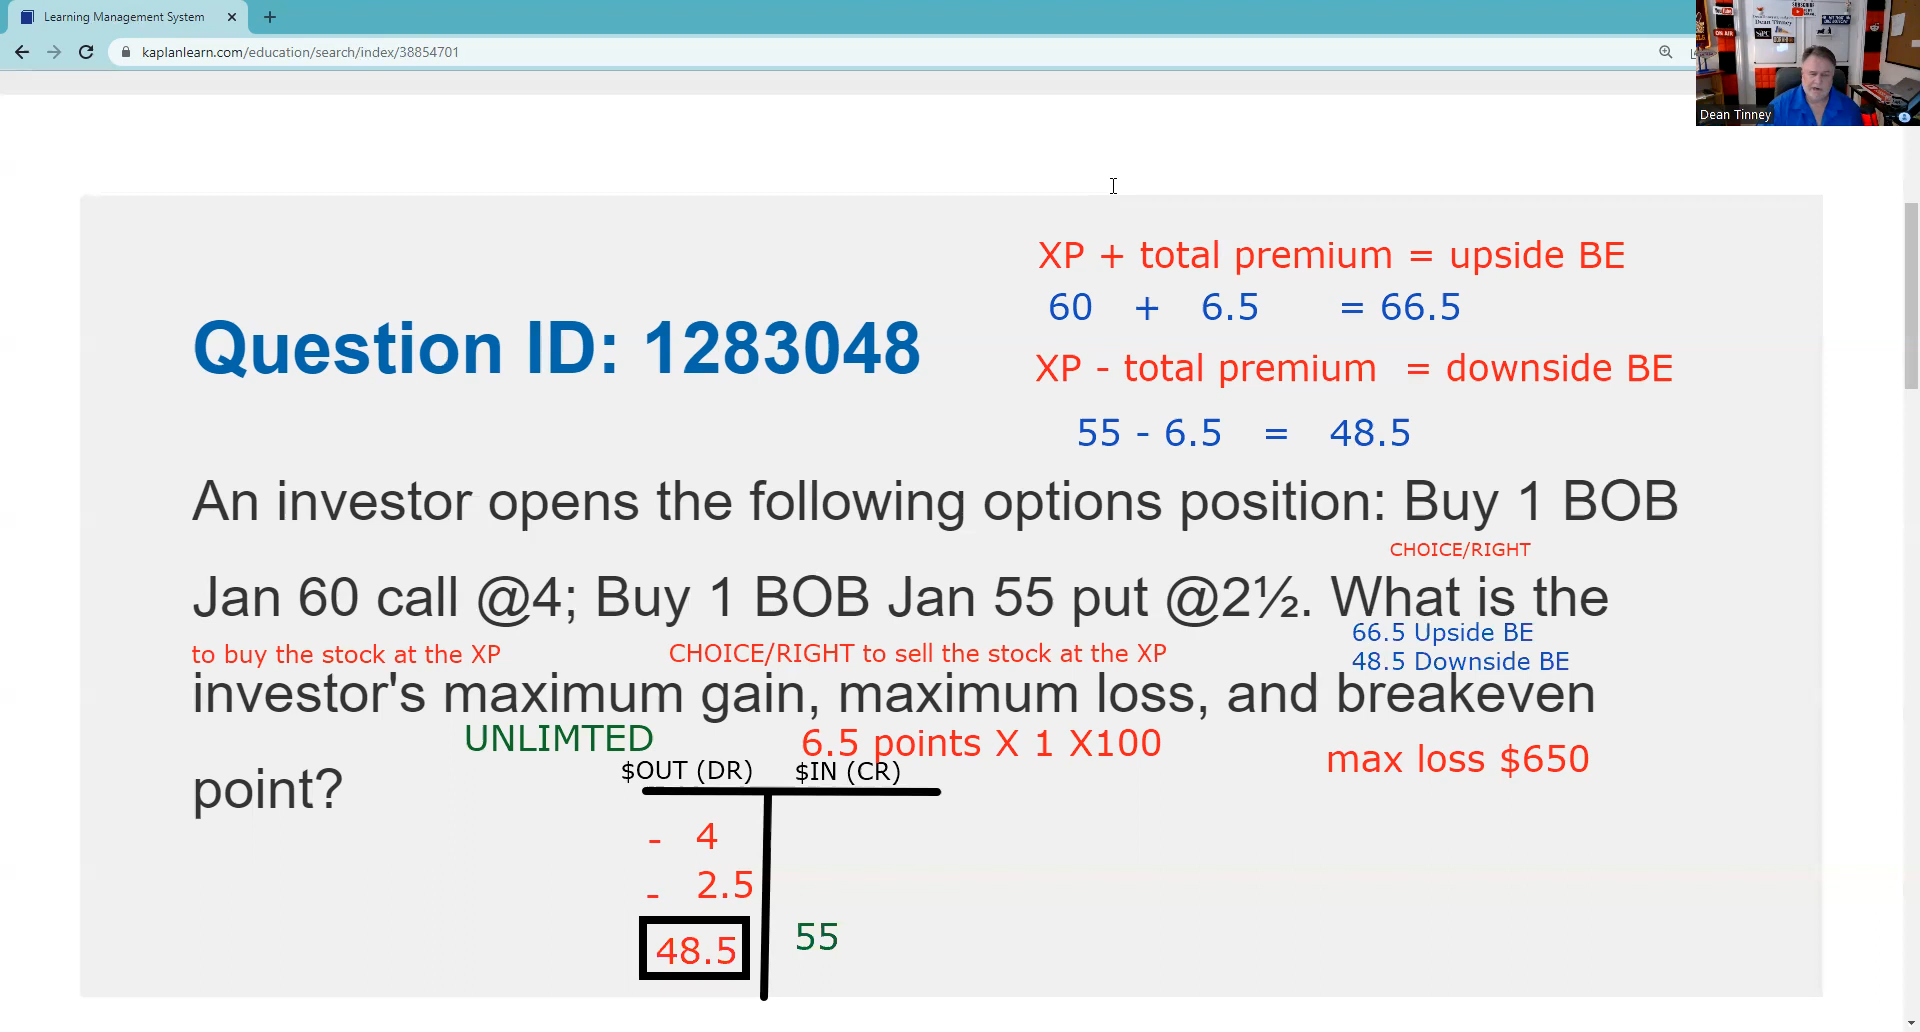 Learning Management System
kaplanlearn.com/education/search/index/38854701
Dean Tinney
XP + total premium = upside BE
60 + 6.5 = 66.5
Question ID: 1283048
XP - total premium = downside BE
55 - 6.5 = 48.5
An investor opens the following options position: Buy 1 BOB
CHOICE/RIGHT
Jan 60 call @4; Buy 1 BOB Jan 55 put @2½. What is the
66.5 Upside BE
to buy the stock at the XP CHOICE/RIGHT to sell the stock at the XP
48.5 Downside BE
investor's maximum gain, maximum loss, and breakeven
UNLIMTED 6.5 points X 1 X100
max loss $650
$OUT (DR) $IN (CR)
point?
- 4
- 2.5
48.5 55